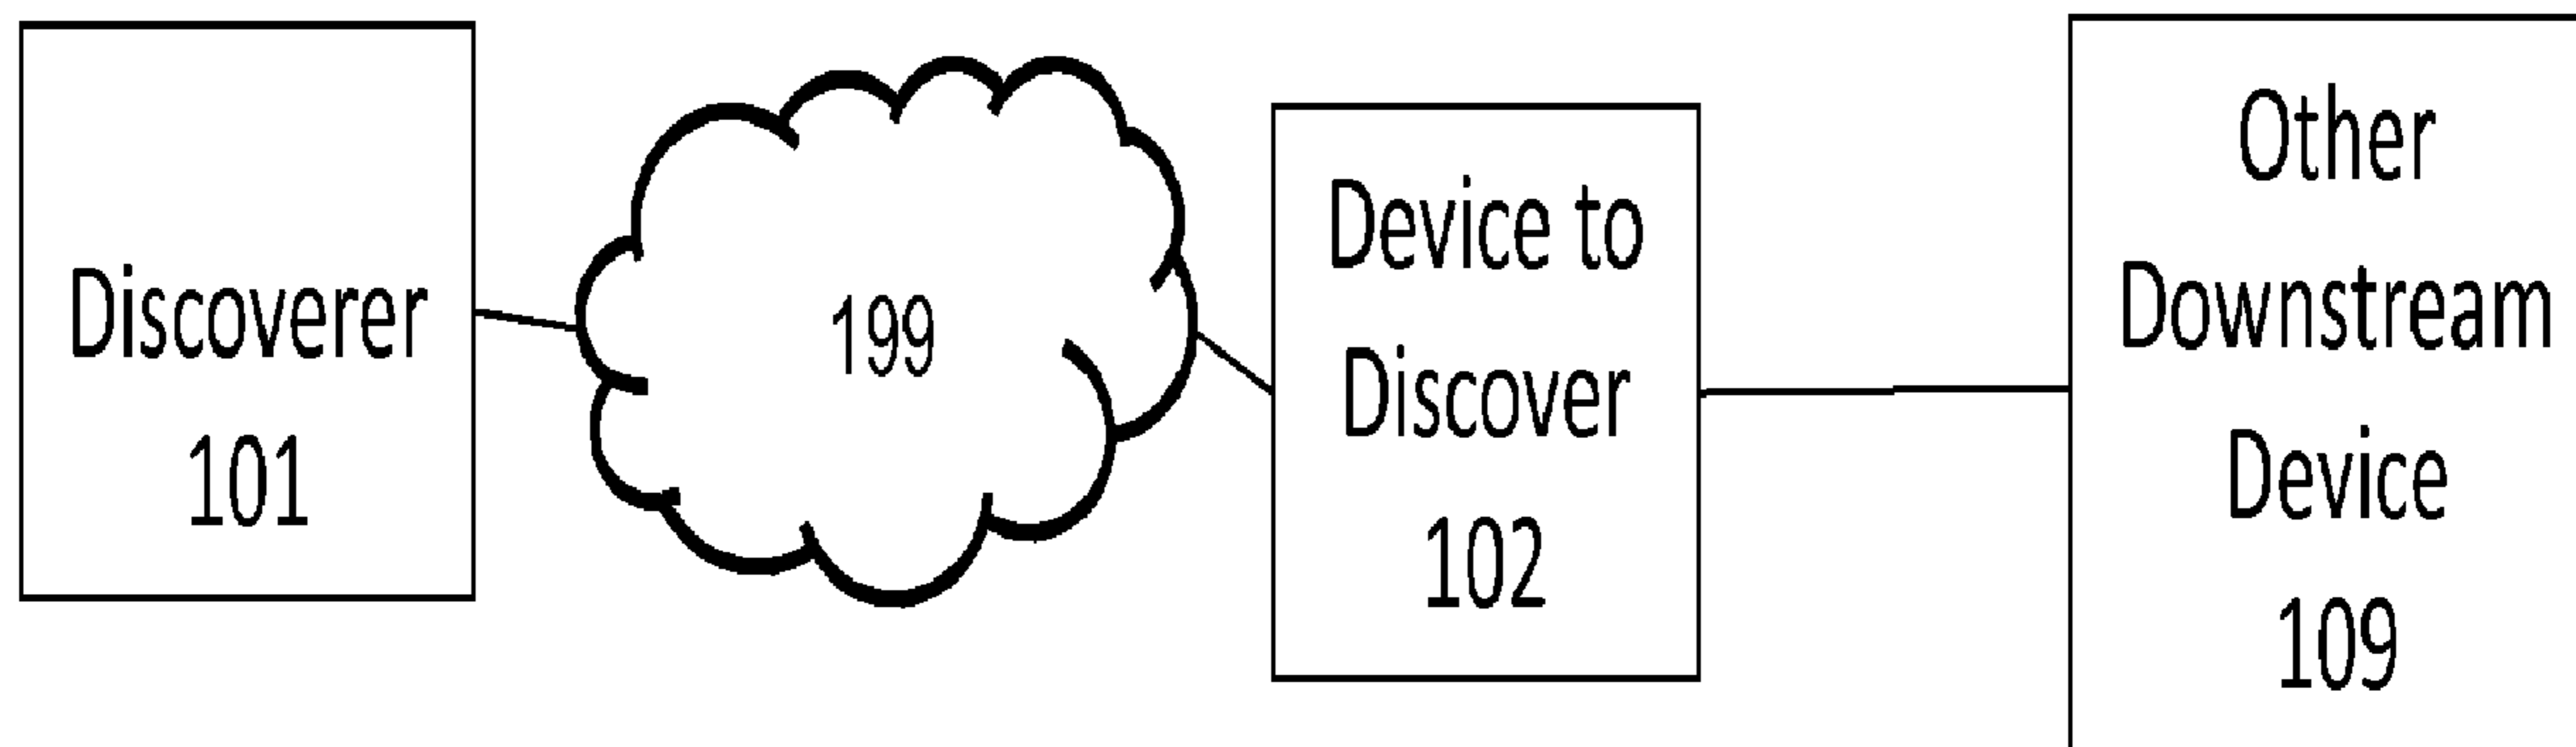 Discoverer
101
199
Device to
Discover
102
Other
Downstream
Device
109